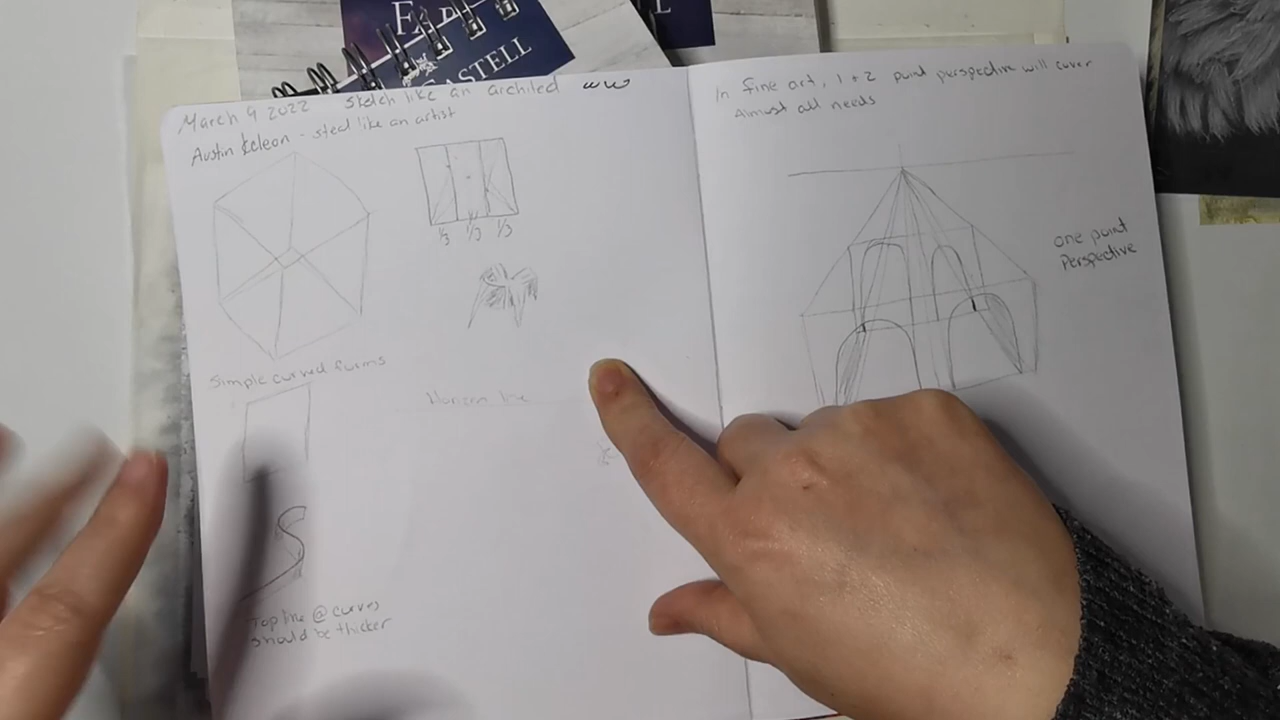 CASTELL
March 9 2022 Sketch like an architect
Austin Kleon - steal like an artist
1/3 1/3 1/3
Simple curved forms
Horizon line
Top line @ curves
should be thicker
In fine art, 1 + 2 point perspective will cover
Almost all needs
one point
Perspective